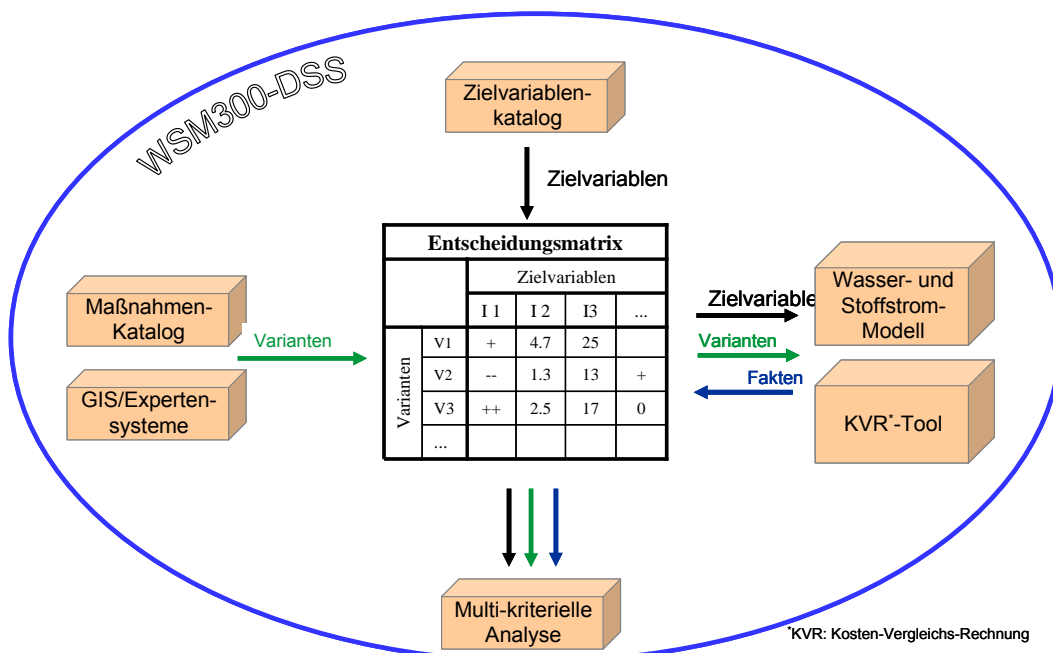 WSM300-DSS
Zielvariablen-
katalog
Zielvariablen
Entscheidungsmatrix
Zielvariablen
I 1 I 2 I3 ...
Varianten
V1 + 4.7 25
V2 -- 1.3 13 +
V3 ++ 2.5 17 0
...
Maßnahmen-
Katalog
GIS/Experten-
systeme
Varianten
Zielvariable
Varianten
Fakten
Wasser- und
Stoffstrom-
Modell
KVR*-Tool
Multi-kriterielle
Analyse
*KVR: Kosten-Vergleichs-Rechnung